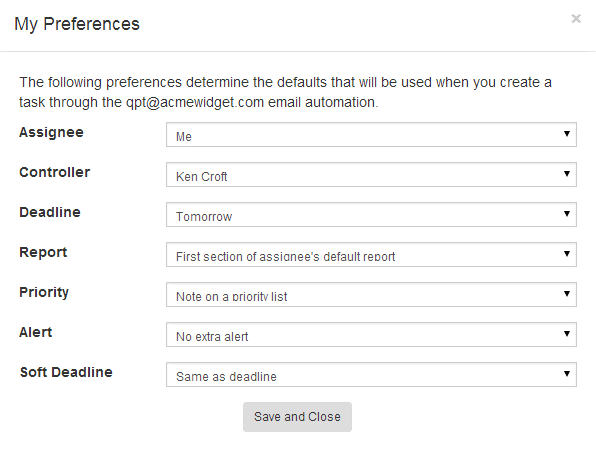 My Preferences
×
The following preferences determine the defaults that will be used when you create a
task through the qpt@acmewidget.com email automation.
Assignee Me
Controller Ken Croft
Deadline Tomorrow
Report First section of assignee's default report
Priority Note on a priority list
Alert No extra alert
Soft Deadline Same as deadline
Save and Close